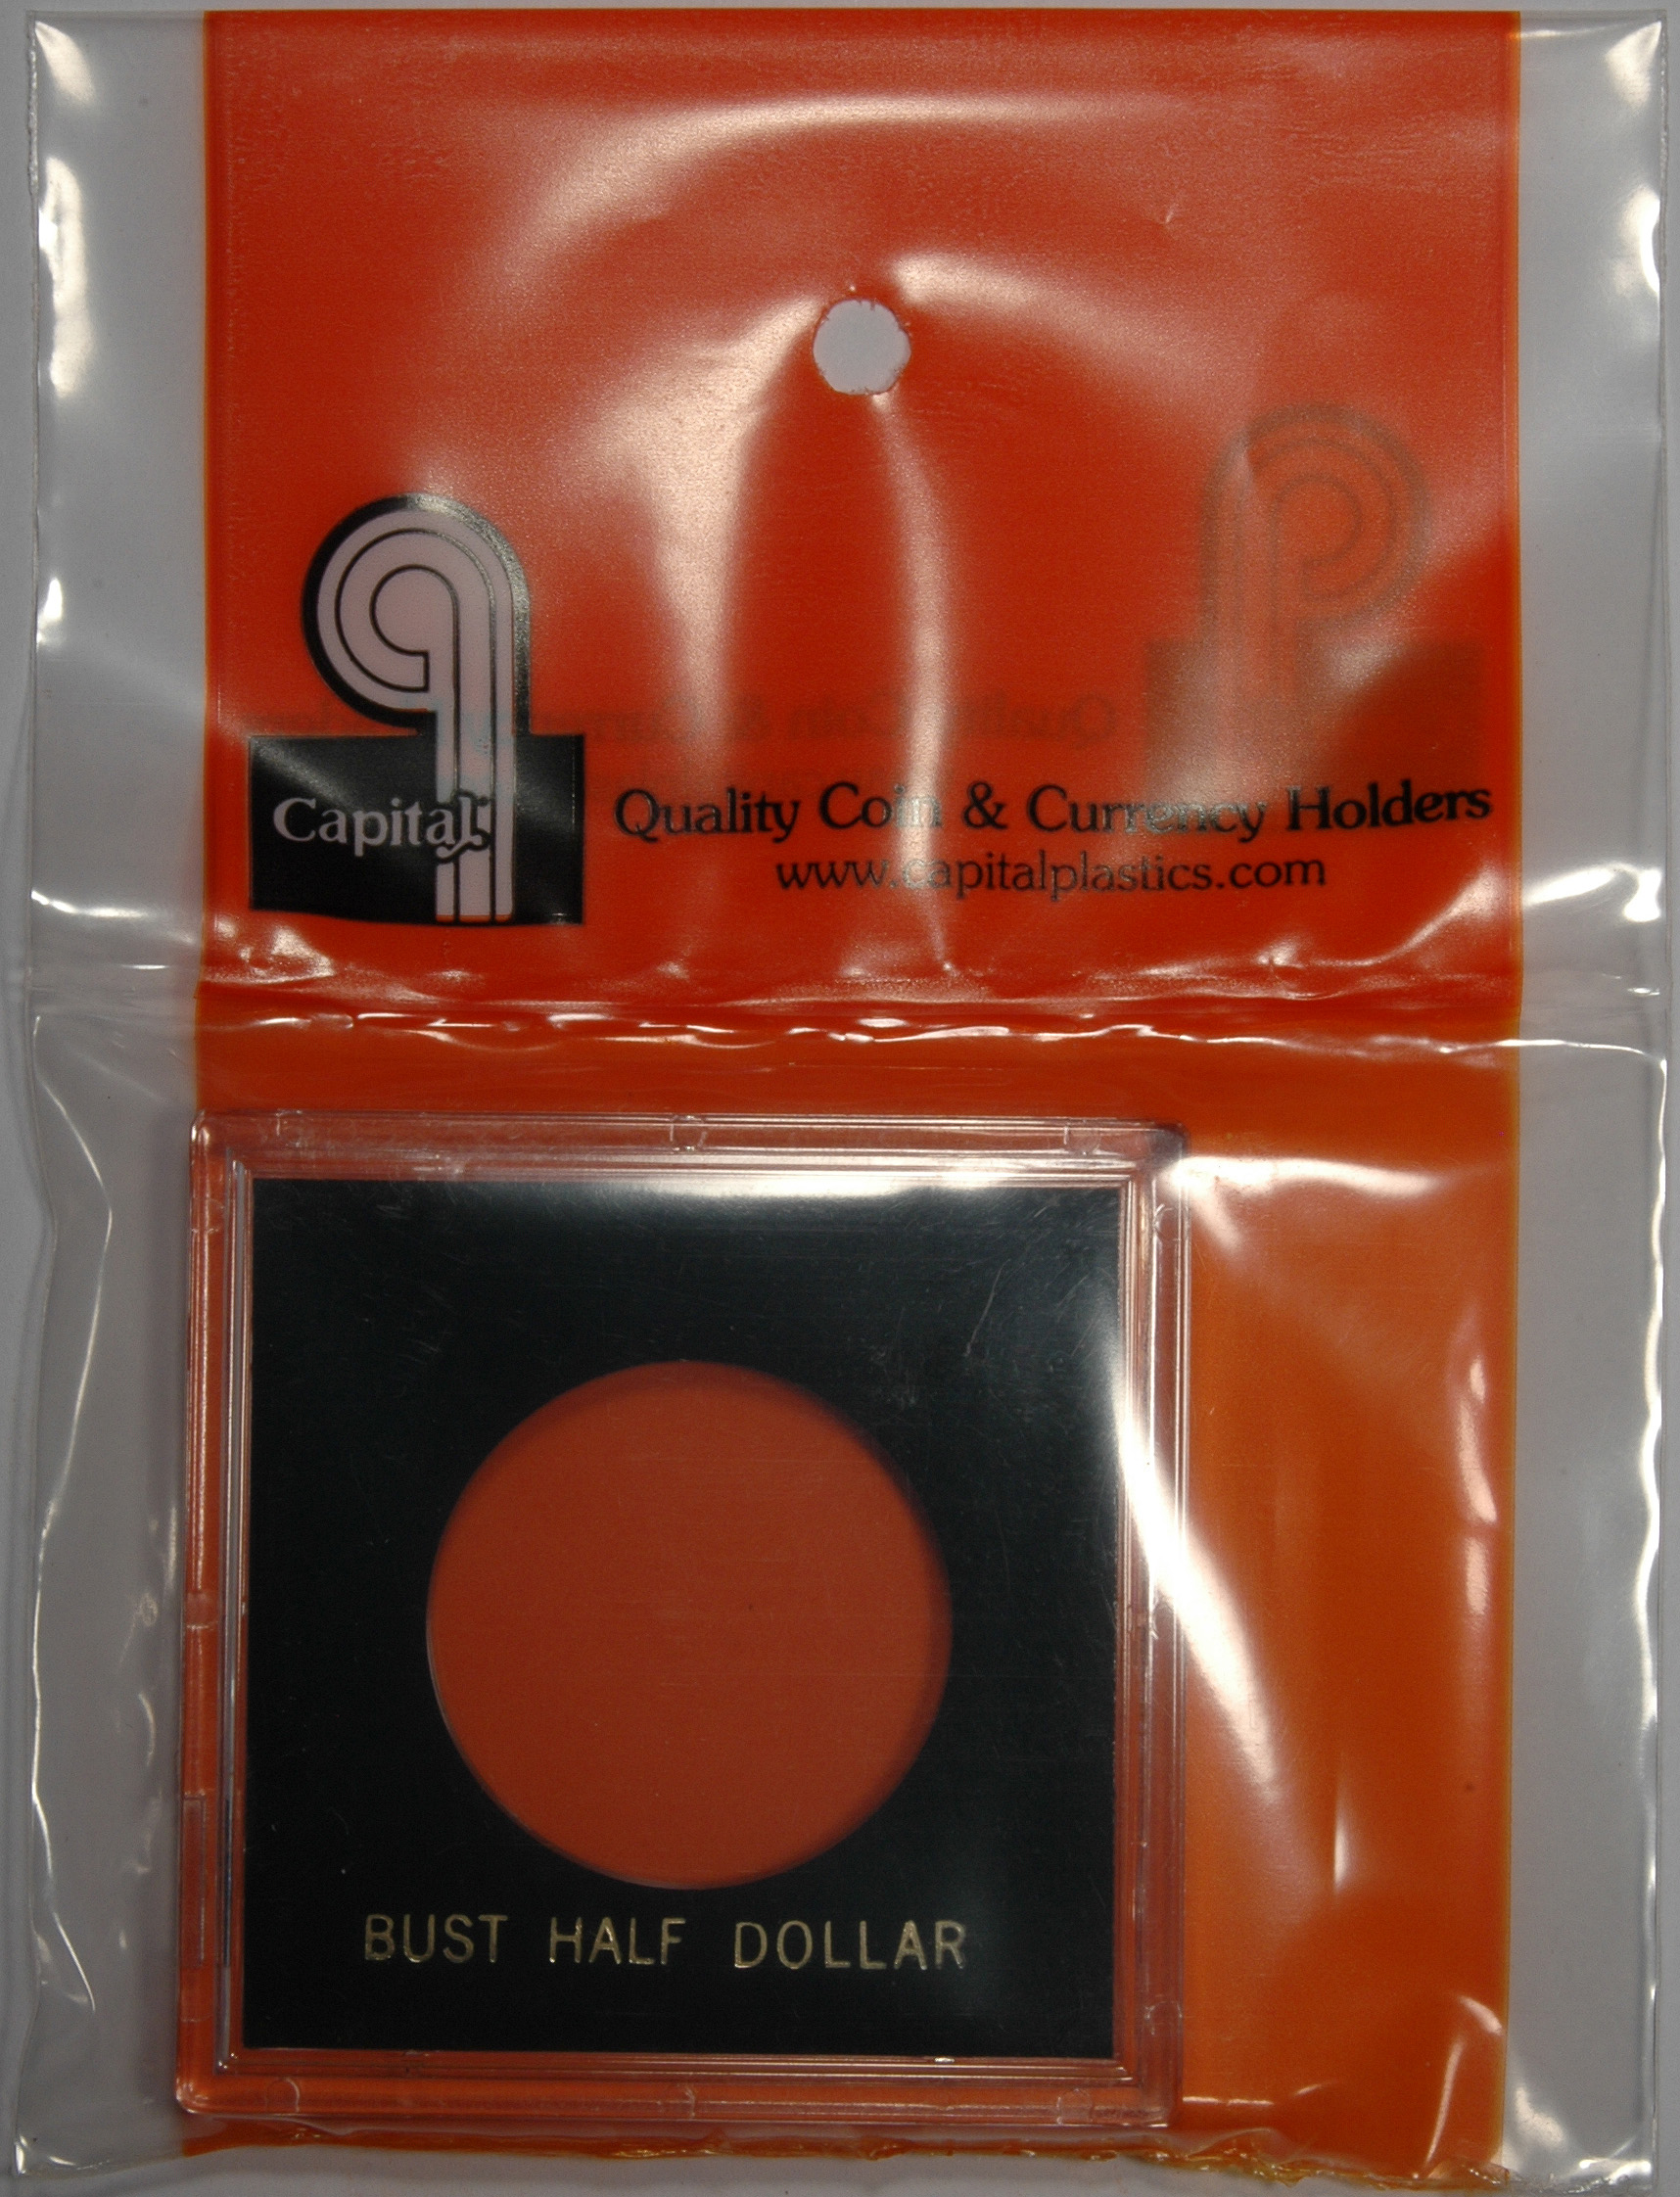 Capital
Quality Coin & Currency Holders
www.capitalplastics.com
BUST HALF DOLLAR